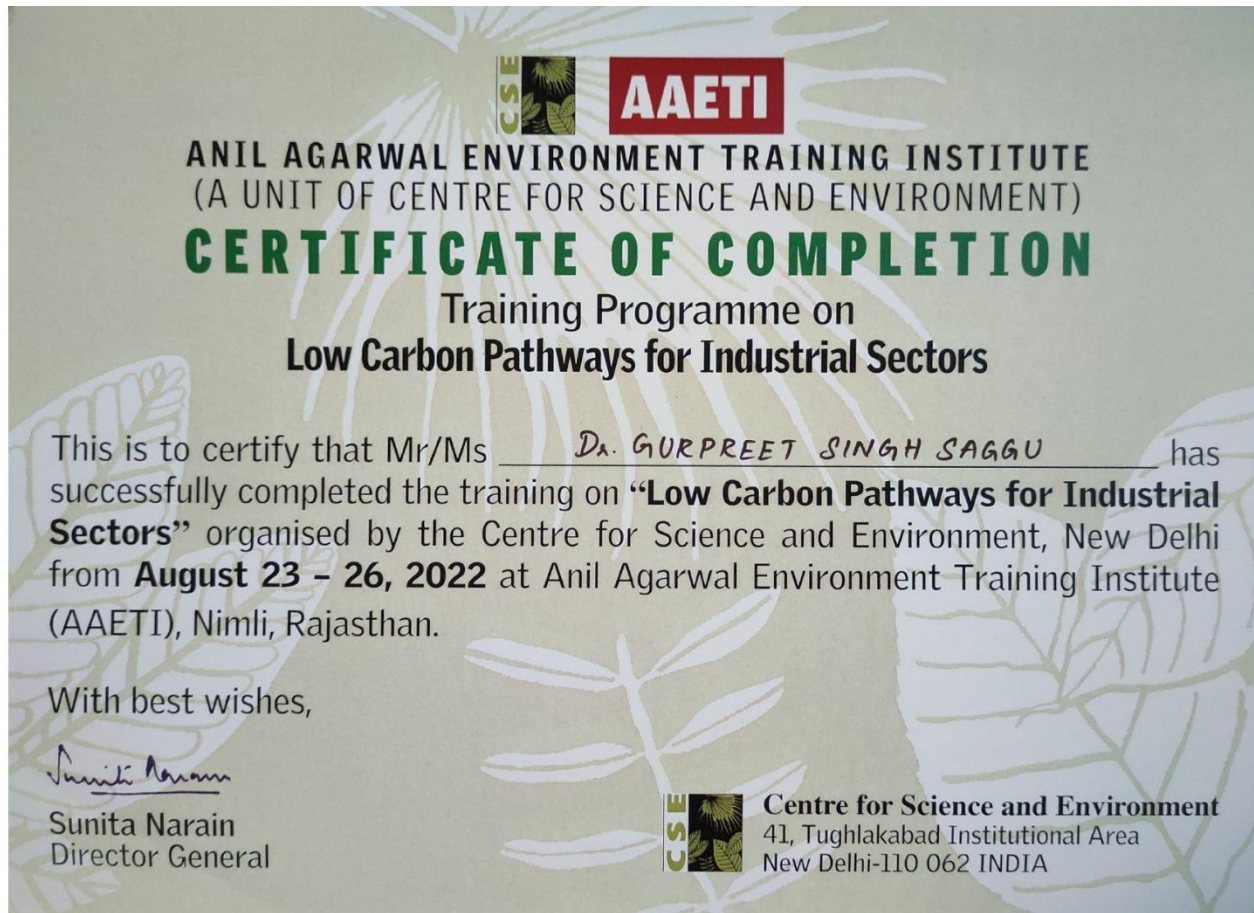 CSE
AAETI
ANIL AGARWAL ENVIRONMENT TRAINING INSTITUTE
(A UNIT OF CENTRE FOR SCIENCE AND ENVIRONMENT)
CERTIFICATE OF COMPLETION
Training Programme on
Low Carbon Pathways for Industrial Sectors
This is to certify that Mr/Ms Dr. GURPREET SINGH SAGGU has
successfully completed the training on “Low Carbon Pathways for Industrial
Sectors” organised by the Centre for Science and Environment, New Delhi
from August 23 – 26, 2022 at Anil Agarwal Environment Training Institute
(AAETI), Nimli, Rajasthan.
With best wishes,
Sunita Narain
Sunita Narain
Director General
CSE
Centre for Science and Environment
41, Tughlakabad Institutional Area
New Delhi-110 062 INDIA